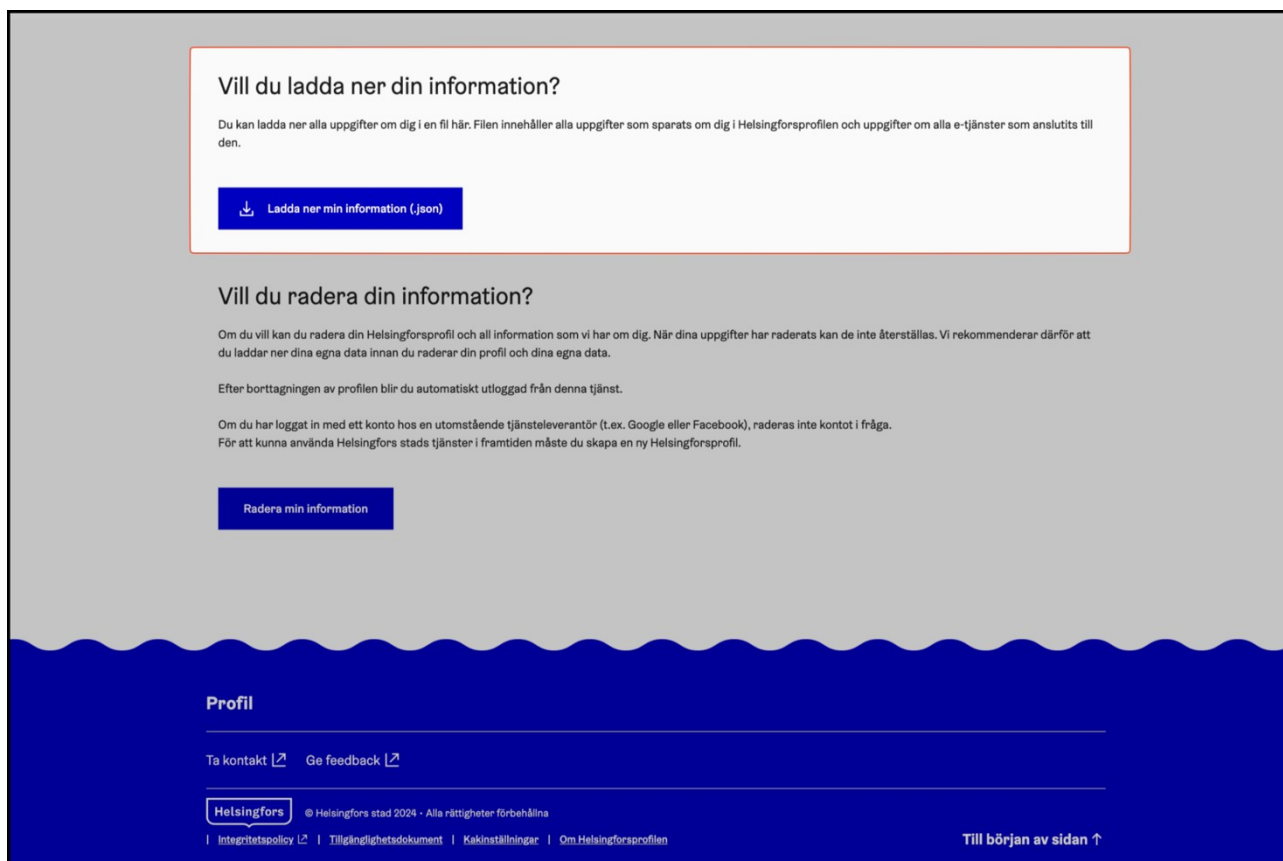 Vill du ladda ner din information?
Du kan ladda ner alla uppgifter om dig i en fil här. Filen innehåller alla uppgifter som sparats om dig i Helsingforsprofilen och uppgifter om alla e-tjänster som anslutits till
den.
Ladda ner min information (.json)
Vill du radera din information?
Om du vill kan du radera din Helsingforsprofil och all information som vi har om dig. När dina uppgifter har raderats kan de inte återställas. Vi rekommenderar därför att
du laddar ner dina egna data innan du raderar din profil och dina egna data.
Efter borttagningen av profilen blir du automatiskt utloggad från denna tjänst.
Om du har loggat in med ett konto hos en utomstående tjänsteleverantör (t.ex. Google eller Facebook), raderas inte kontot i fråga.
För att kunna använda Helsingfors stads tjänster i framtiden måste du skapa en ny Helsingforsprofil.
Radera min information
Profil
Ta kontakt Ge feedback
Helsingfors © Helsingfors stad 2024 • Alla rättigheter förbehållna
| Integritetspolicy | Tillgänglighetsdokument | Kakinställningar | Om Helsingforsprofilen Till början av sidan ↑